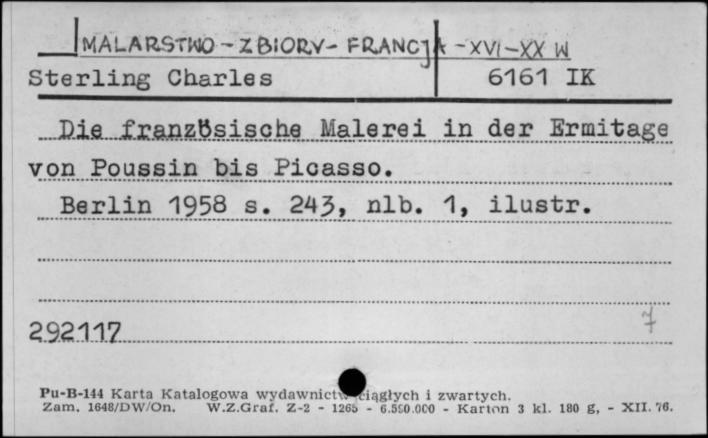 MALARSTWO - ZBIORY - FRANCJA - XVI-XX W
Sterling Charles 6161 IK
Die französische Malerei in der Ermitage
von Poussin bis Picasso.
Berlin 1958 s. 243, nlb. 1, ilustr.
292117
7
Pu-B-144 Karta Katalogowa wydawnictw ciągłych i zwartych.
Zam. 1648/DW/On. W.Z.Graf. Z-2 - 1265 - 6.550.000 - Karton 3 kl. 180 g, - XII. 76.